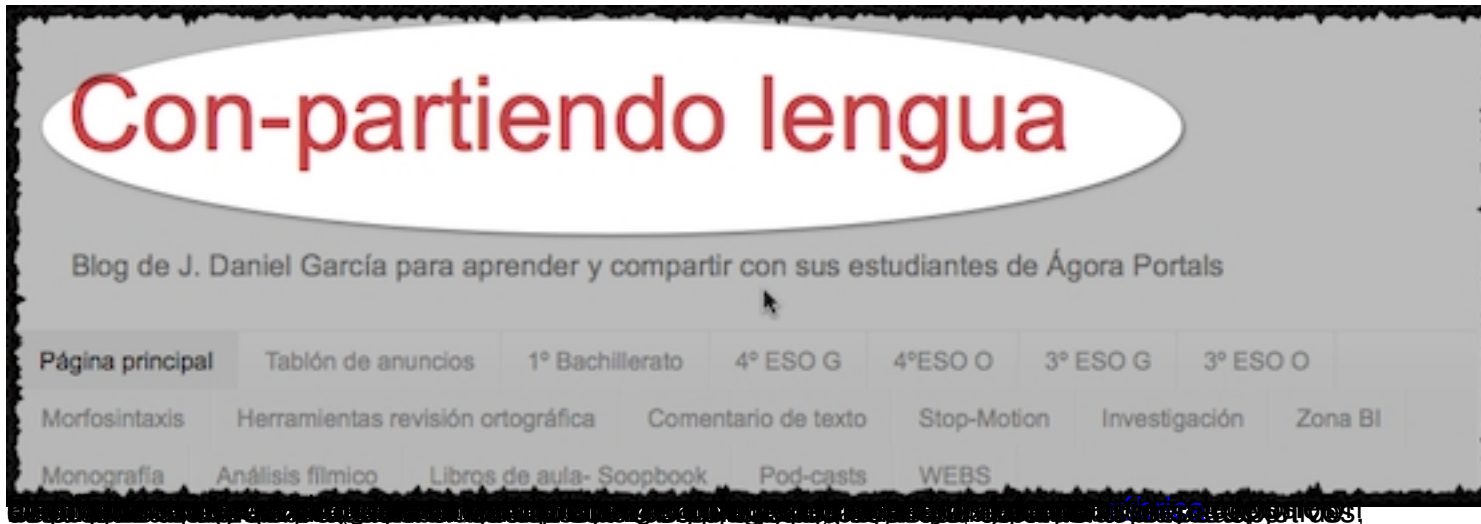 Con-partiendo lengua
Blog de J. Daniel García para aprender y compartir con sus estudiantes de Ágora Portals
Página principal Tablón de anuncios 1º Bachillerato 4º ESO G 4ºESO O 3º ESO G 3º ESO O
Morfosintaxis Herramientas revisión ortográfica Comentario de texto Stop-Motion Investigación Zona BI
Monografía Análisis fílmico Libros de aula- Soopbook Pod-casts WEBS